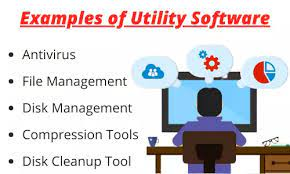 Examples of Utility Software
• Antivirus
• File Management
• Disk Management
• Compression Tools
• Disk Cleanup Tool